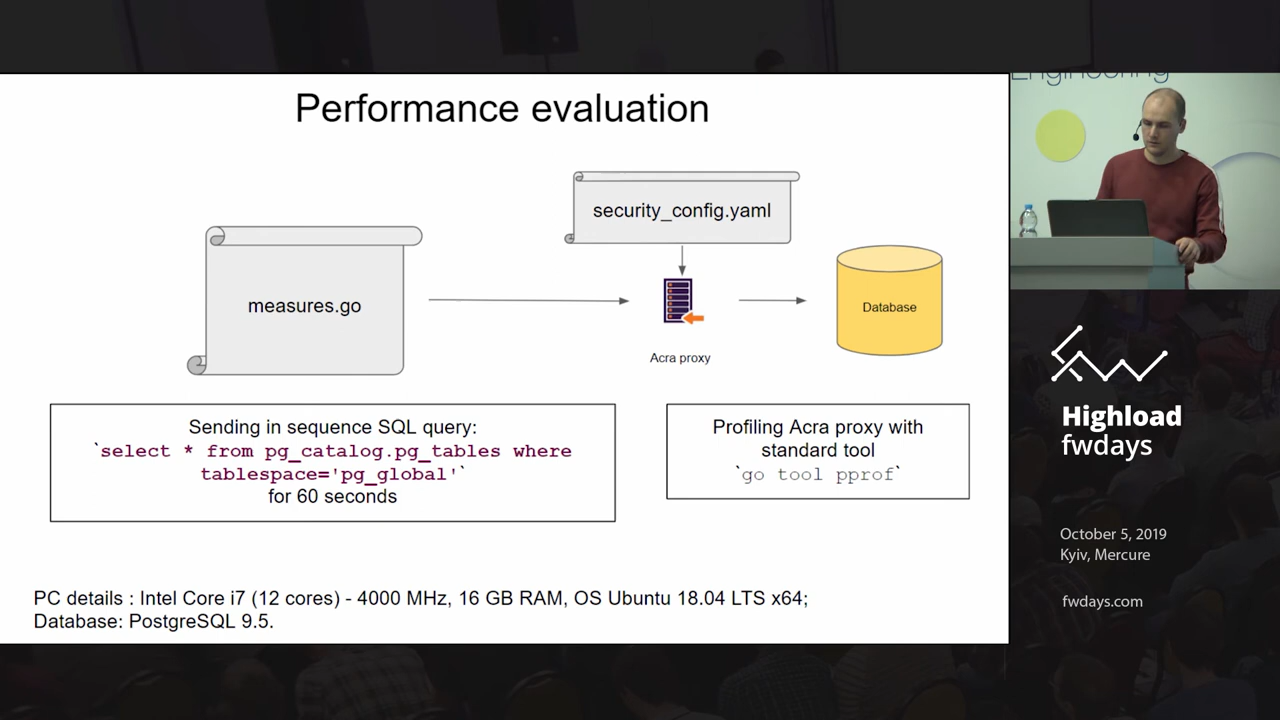 Performance evaluation
security_config.yaml
measures.go
Database
Acra proxy
Sending in sequence SQL query:
`select * from pg_catalog.pg_tables where
tablespace='pg_global'`
for 60 seconds
Profiling Acra proxy with
standard tool
`go tool pprof`
PC details : Intel Core i7 (12 cores) - 4000 MHz, 16 GB RAM, OS Ubuntu 18.04 LTS x64;
Database: PostgreSQL 9.5.
Engineering
Highload
fwdays
October 5, 2019
Kyiv, Mercure
fwdays.com